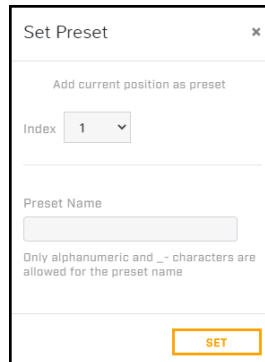 Set Preset ×
Add current position as preset
Index 1
Preset Name
Only alphanumeric and _- characters are
allowed for the preset name
SET